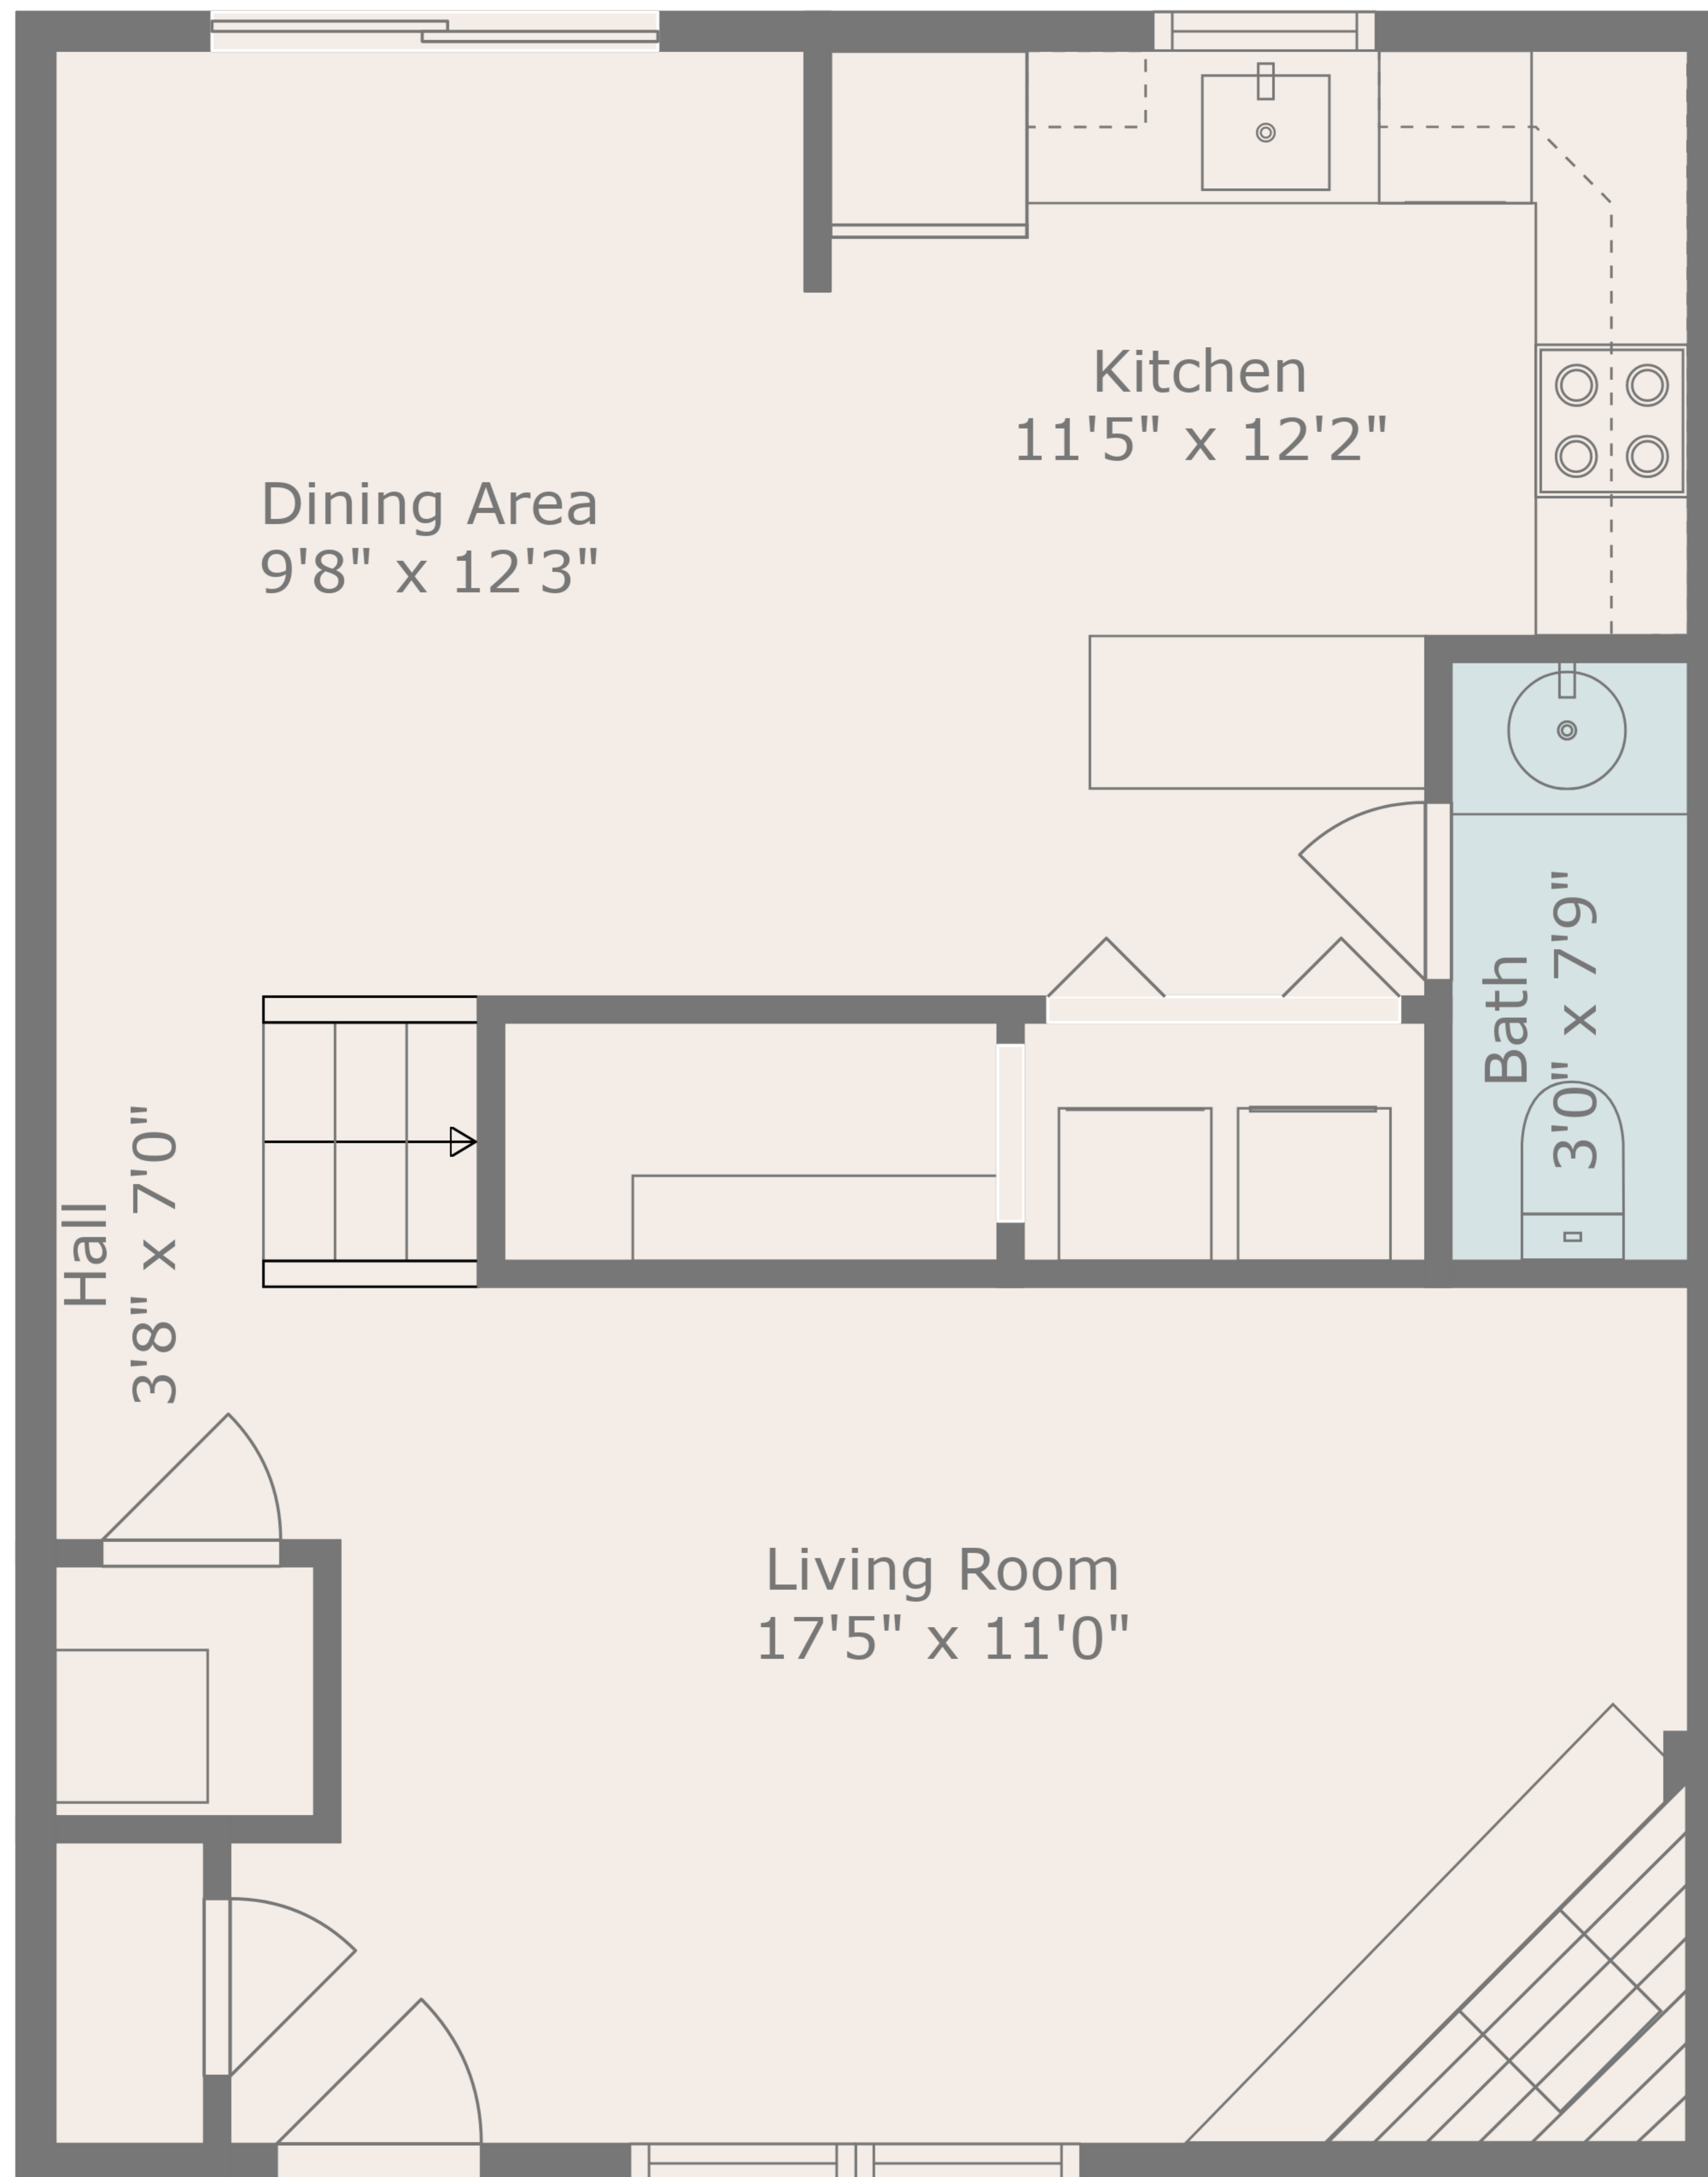 Kitchen
11'5" x 12'2"
Dining Area
9'8" x 12'3"
Bath
3'0" x 7'9"
Hall
3'8" x 7'0"
Living Room
17'5" x 11'0"